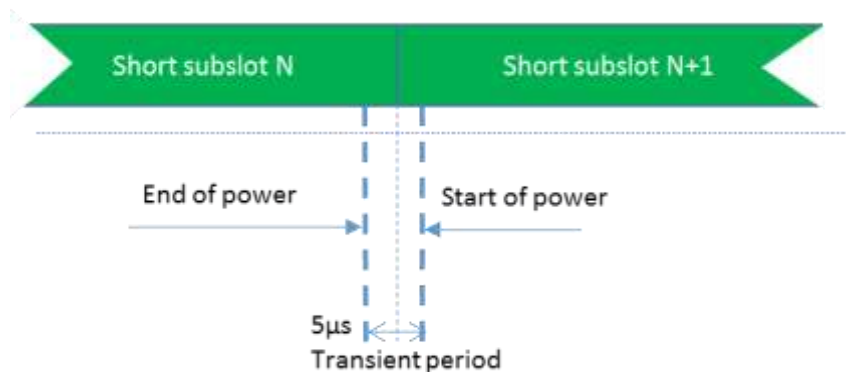 Short subslot N
Short subslot N+1
End of power
Start of power
5µs
Transient period